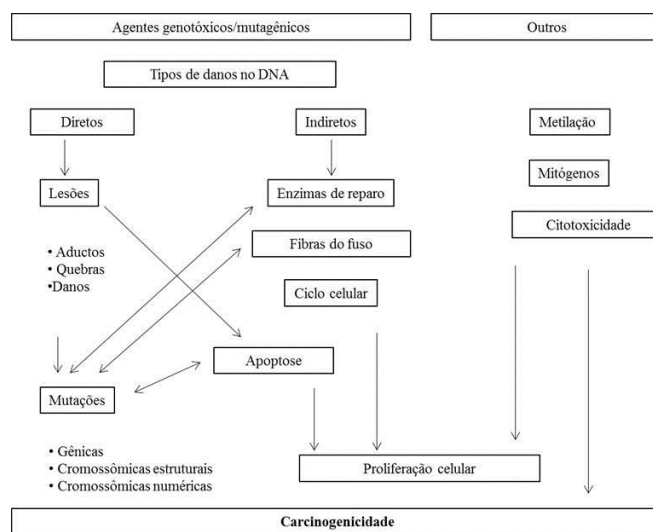 Agentes genotóxicos/mutagênicos
Outros
Tipos de danos no DNA
Diretos
Indiretos
Metilação
Lesões
Enzimas de reparo
Mitógenos
Citotoxicidade
Fibras do fuso
• Aductos
• Quebras
•Danos
Ciclo celular
Apoptose
Mutações
• Gênicas
• Cromossômicas estruturais
• Cromossômicas numéricas
Proliferação celular
Carcinogenicidade